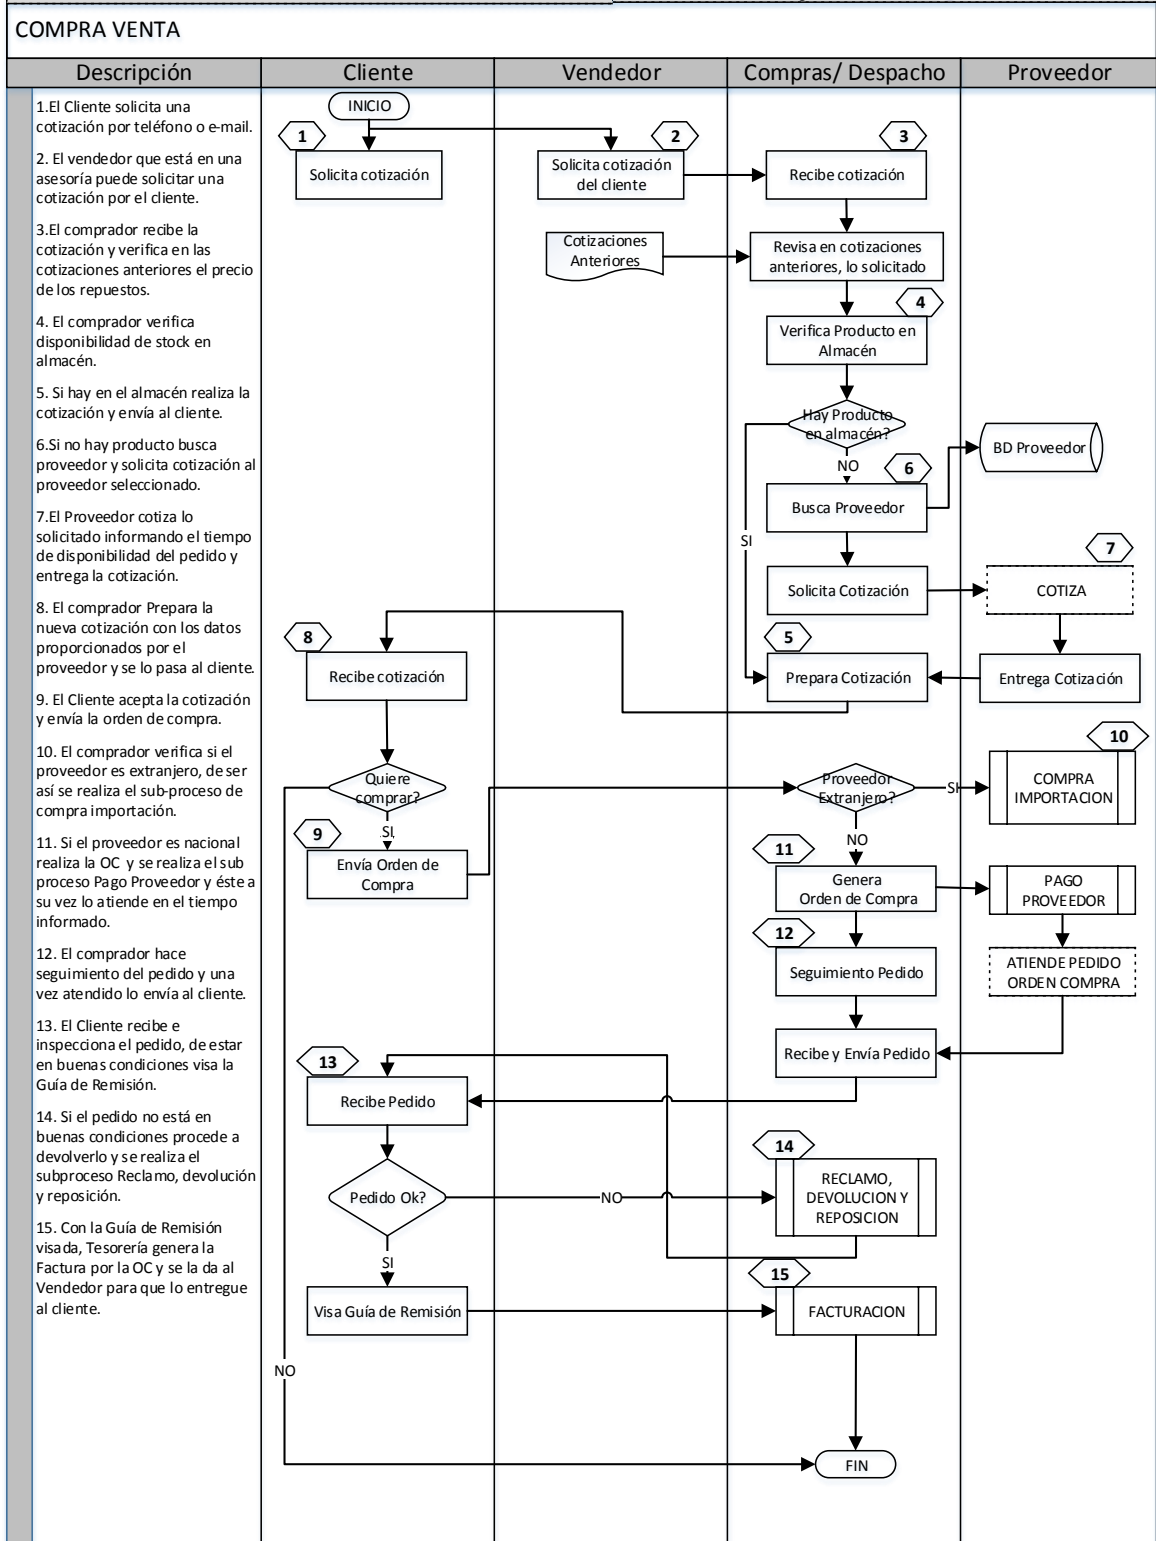 COMPRA VENTA
Descripción
Cliente
Vendedor
Compras/ Despacho
Proveedor
1.El Cliente solicita una
cotización por teléfono o e-mail.
2. El vendedor que está en una
asesoría puede solicitar una
cotización por el cliente.
3.El comprador recibe la
cotización y verifica en las
cotizaciones anteriores el precio
de los repuestos.
4. El comprador verifica
disponibilidad de stock en
almacén.
5. Si hay en el almacén realiza la
cotización y envía al cliente.
6.Si no hay producto busca
proveedor y solicita cotización al
proveedor seleccionado.
7.El Proveedor cotiza lo
solicitado informando el tiempo
de disponibilidad del pedido y
entrega la cotización.
8. El comprador Prepara la
nueva cotización con los datos
proporcionados por el
proveedor y se lo pasa al cliente.
9. El Cliente acepta la cotización
y envía la orden de compra.
10. El comprador verifica si el
proveedor es extranjero, de ser
así se realiza el sub-proceso de
compra importación.
11. Si el proveedor es nacional
realiza la OC y se realiza el sub
proceso Pago Proveedor y éste a
su vez lo atiende en el tiempo
informado.
12. El comprador hace
seguimiento del pedido y una
vez atendido lo envía al cliente.
13. El Cliente recibe e
inspecciona el pedido, de estar
en buenas condiciones visa la
Guía de Remisión.
14. Si el pedido no está en
buenas condiciones procede a
devolverlo y se realiza el
subproceso Reclamo, devolución
y reposición.
15. Con la Guía de Remisión
visada, Tesorería genera la
Factura por la OC y se la da al
Vendedor para que lo entregue
al cliente.
INICIO
1
Solicita cotización
2
Solicita cotización
del cliente
3
Recibe cotización
Cotizaciones
Anteriores
Revisa en cotizaciones
anteriores, lo solicitado
4
Verifica Producto en
Almacén
Hay Producto
en almacén?
NO
SI
6
Busca Proveedor
BD Proveedor
Solicita Cotización
7
COTIZA
5
Prepara Cotización
Entrega Cotización
8
Recibe cotización
Quiere
comprar?
SI
9
Envía Orden de
Compra
Proveedor
Extranjero?
SI
10
COMPRA
IMPORTACION
NO
11
Genera
Orden de Compra
PAGO
PROVEEDOR
12
Seguimiento Pedido
ATIENDE PEDIDO
ORDEN COMPRA
Recibe y Envía Pedido
13
Recibe Pedido
Pedido Ok?
NO
14
RECLAMO,
DEVOLUCION Y
REPOSICION
SI
Visa Guía de Remisión
15
FACTURACION
NO
FIN